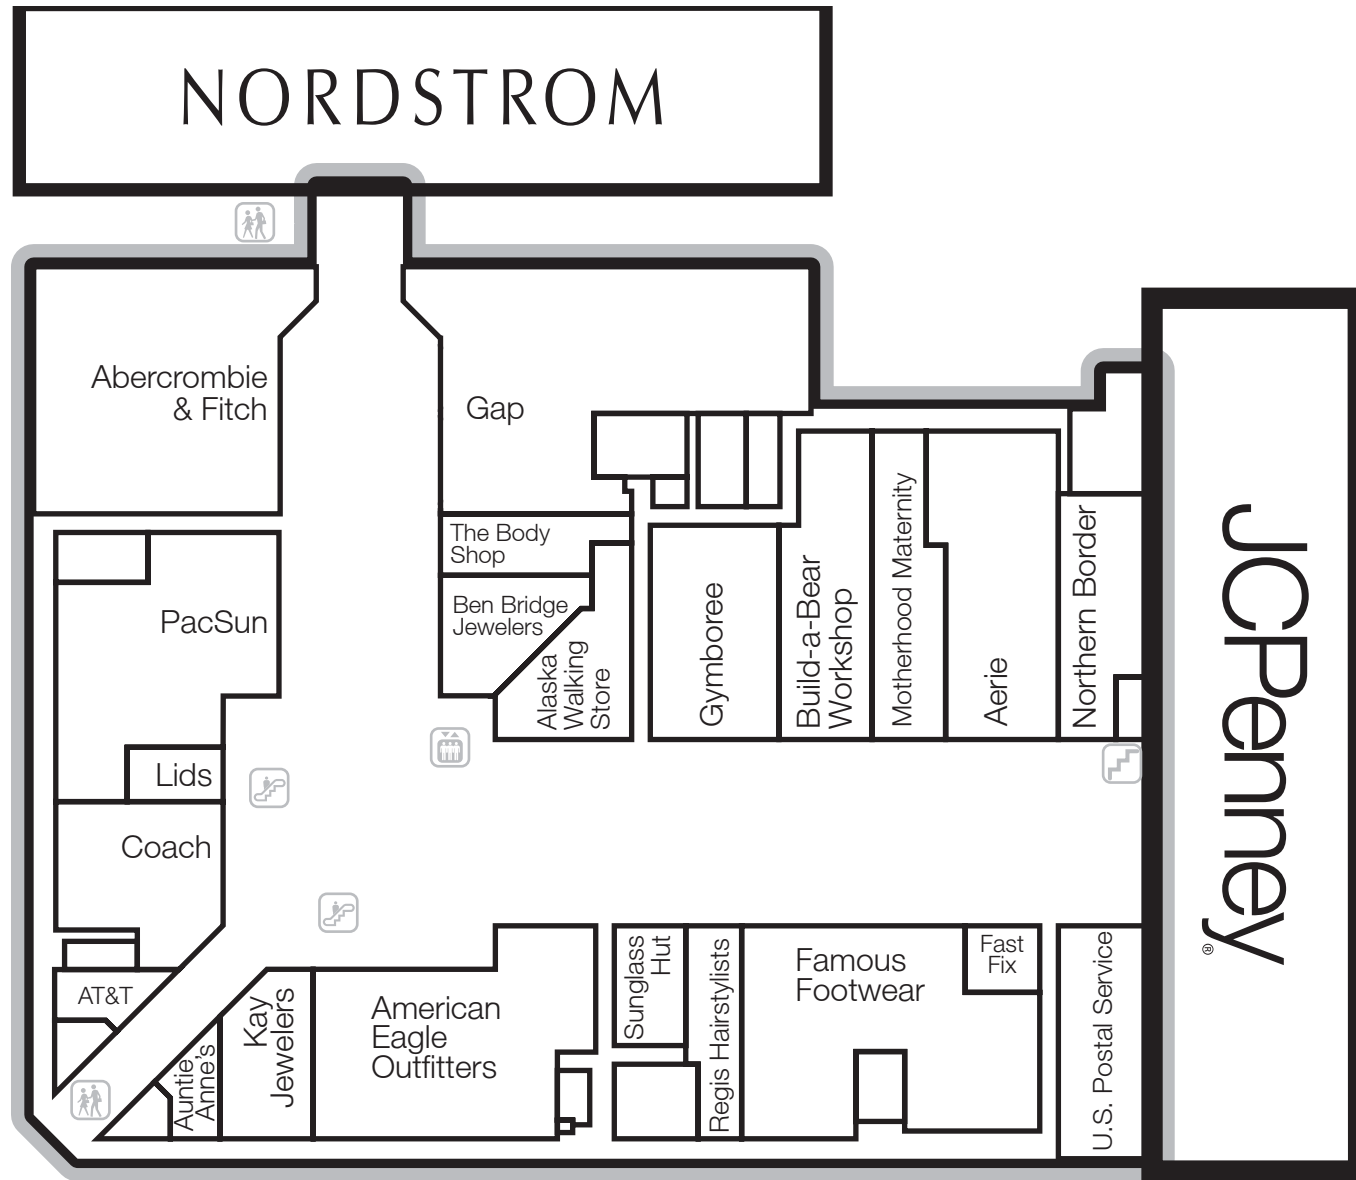 NORDSTROM
Abercrombie
& Fitch
Gap
The Body
Shop
PacSun
Ben Bridge
Jewelers
Alaska
Walking
Store
Gymboree
Build-a-Bear
Workshop
Motherhood Maternity
Aerie
Northern Border
JCPenney
®
Lids
Coach
AT&T
Auntie
Anne's
Kay
Jewelers
American
Eagle
Outfitters
Sunglass
Hut
Regis Hairstylists
Famous
Footwear
Fast
Fix
U.S. Postal Service